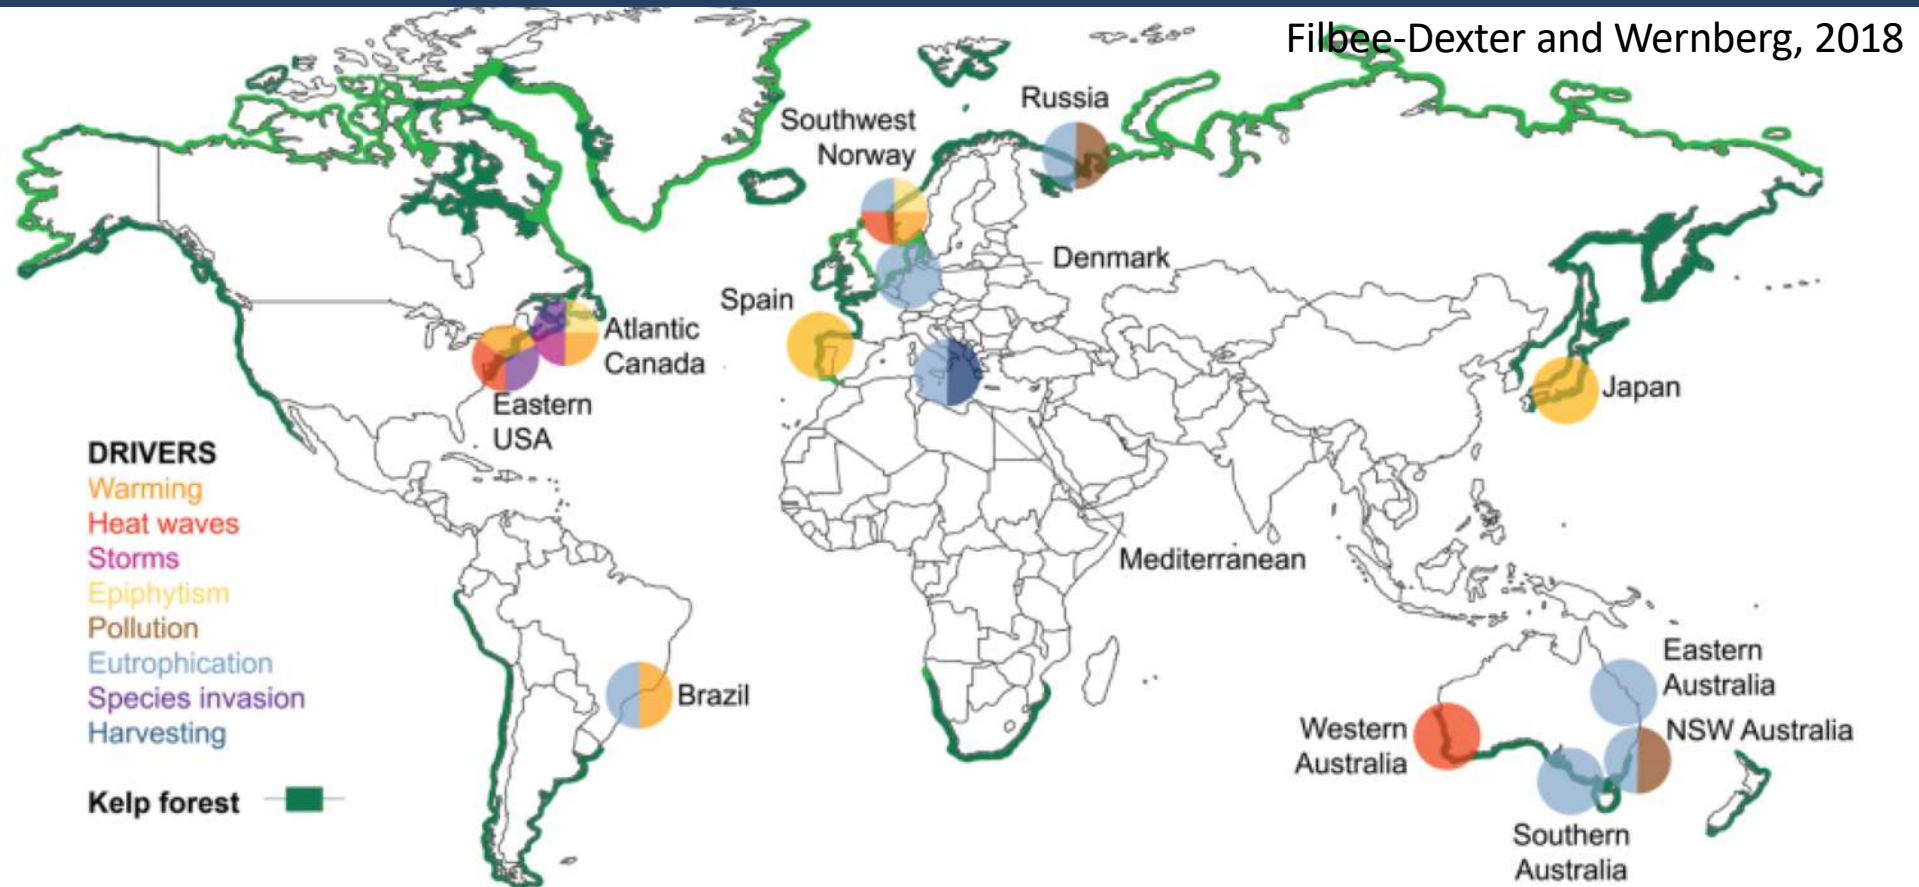 Filbee-Dexter and Wernberg, 2018
Russia
Southwest
Norway
Denmark
Spain
Atlantic
Canada
Japan
Eastern
USA
DRIVERS
Warming
Heat waves
Storms
Epiphytism
Pollution
Eutrophication
Species invasion
Harvesting
Kelp forest
Mediterranean
Brazil
Eastern
Australia
NSW Australia
Western
Australia
Southern
Australia